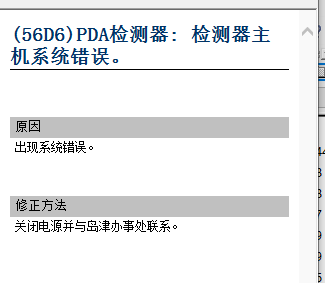 (56D6)PDA检测器: 检测器主
机系统错误。
原因
出现系统错误。
修正方法
关闭电源并与岛津办事处联系。